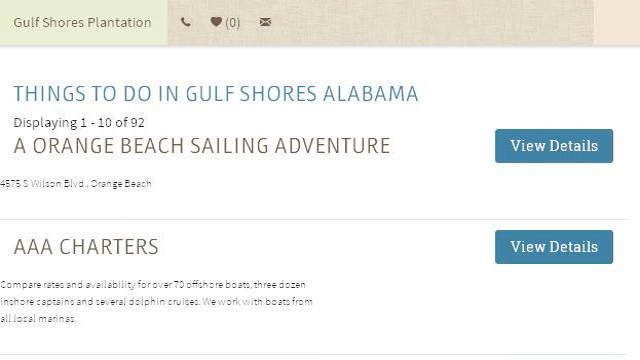 Gulf Shores Plantation
(0)
THINGS TO DO IN GULF SHORES ALABAMA
Displaying 1 - 10 of 92
A ORANGE BEACH SAILING ADVENTURE
View Details
4575 S Wilson Blvd., Orange Beach
AAA CHARTERS
View Details
Compare rates and availability for over 70 offshore boats, three dozen
inshore captains and several dolphin cruises. We work with boats from
all local marinas.